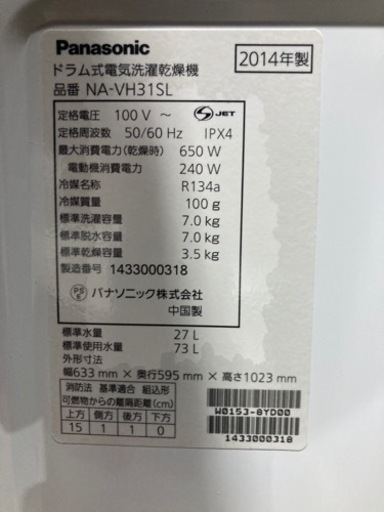 Panasonic
2014年製
ドラム式電気洗濯乾燥機
品番 NA-VH31SL
定格電圧 100 V ~
S JET
定格周波数 50/60 Hz IPX4
最大消費電力(乾燥時) 650 W
電動機消費電力 240 W
冷媒名称 R134a
冷媒質量 100 g
標準洗濯容量 7.0 kg
標準脱水容量 7.0 kg
標準乾燥容量 3.5 kg
製造番号 1433000318
PS E パナソニック株式会社
中国製
標準水量 27 L
標準使用水量 73 L
外形寸法
幅633 mm × 奥行595 mm × 高さ1023 mm
消防法 基準適合 組込形
可燃物からの離隔距離(cm)
上方 側方 後方 下方
15 1 1 0
W0153-8YD00
1433000318